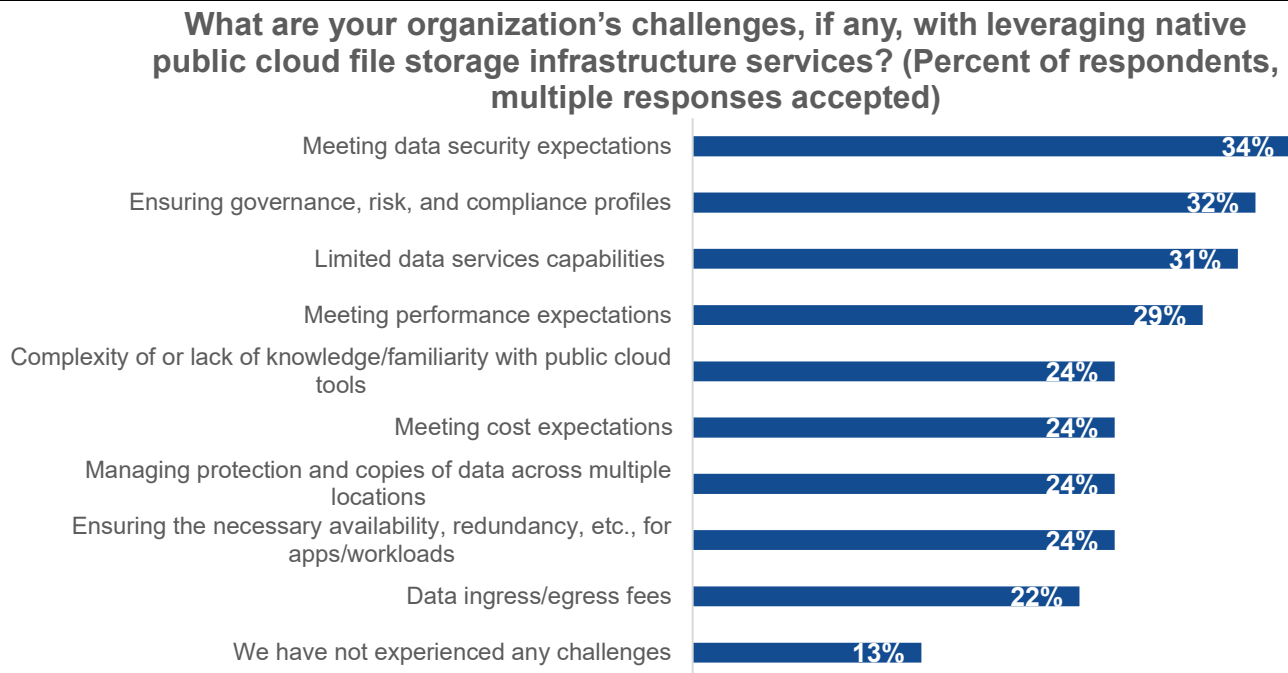 What are your organization’s challenges, if any, with leveraging native
public cloud file storage infrastructure services? (Percent of respondents,
multiple responses accepted)
Meeting data security expectations 34%
Ensuring governance, risk, and compliance profiles 32%
Limited data services capabilities 31%
Meeting performance expectations 29%
Complexity of or lack of knowledge/familiarity with public cloud
tools 24%
Meeting cost expectations 24%
Managing protection and copies of data across multiple
locations 24%
Ensuring the necessary availability, redundancy, etc., for
apps/workloads 24%
Data ingress/egress fees 22%
We have not experienced any challenges 13%